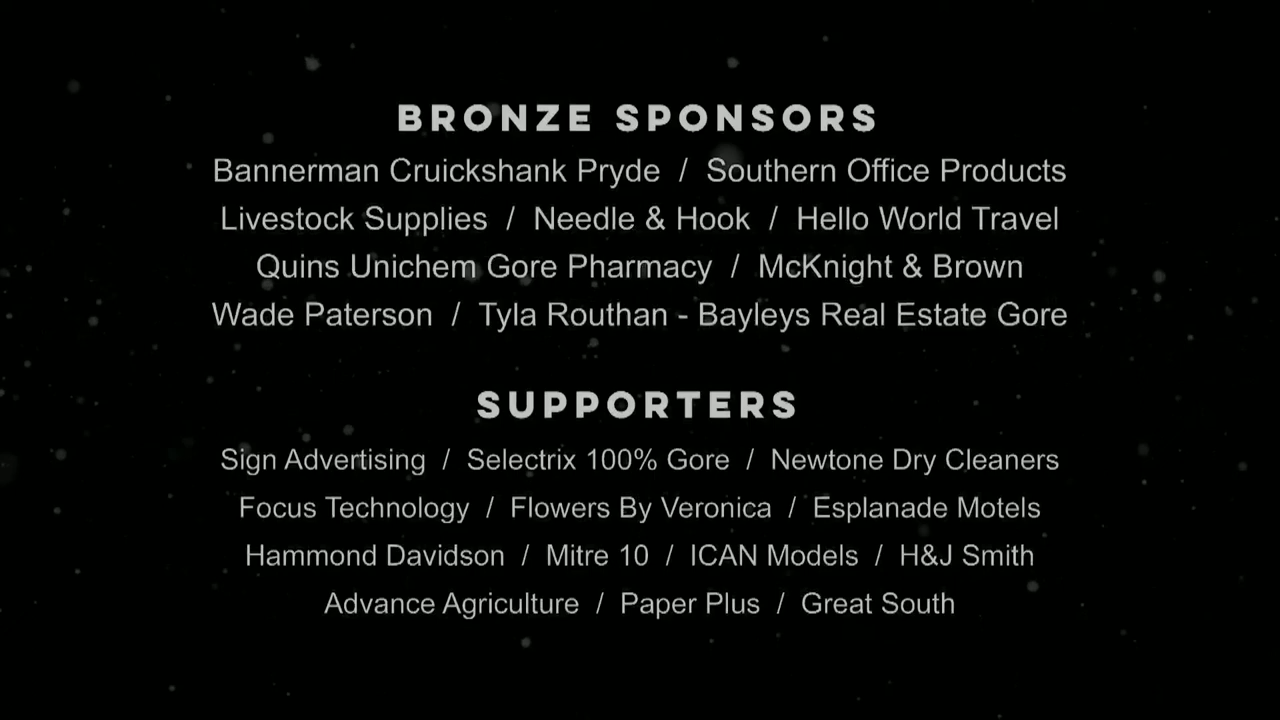 BRONZE SPONSORS
Bannerman Cruickshank Pryde / Southern Office Products
Livestock Supplies / Needle & Hook / Hello World Travel
Quins Unichem Gore Pharmacy / McKnight & Brown
Wade Paterson / Tyla Routhan - Bayleys Real Estate Gore
SUPPORTERS
Sign Advertising / Selectrix 100% Gore / Newtone Dry Cleaners
Focus Technology / Flowers By Veronica / Esplanade Motels
Hammond Davidson / Mitre 10 / ICAN Models / H&J Smith
Advance Agriculture / Paper Plus / Great South